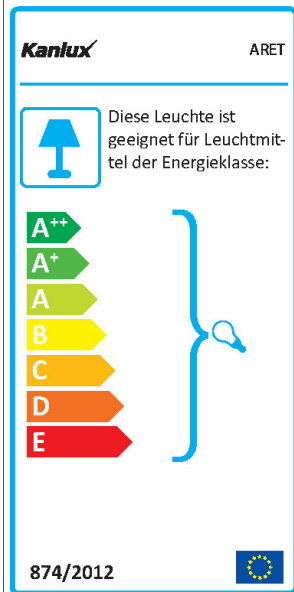 Kanlux ARET
Diese Leuchte ist
geeignet für Leuchtmit-
tel der Energieklasse:
A++
A+
A
B
C
D
E
874/2012